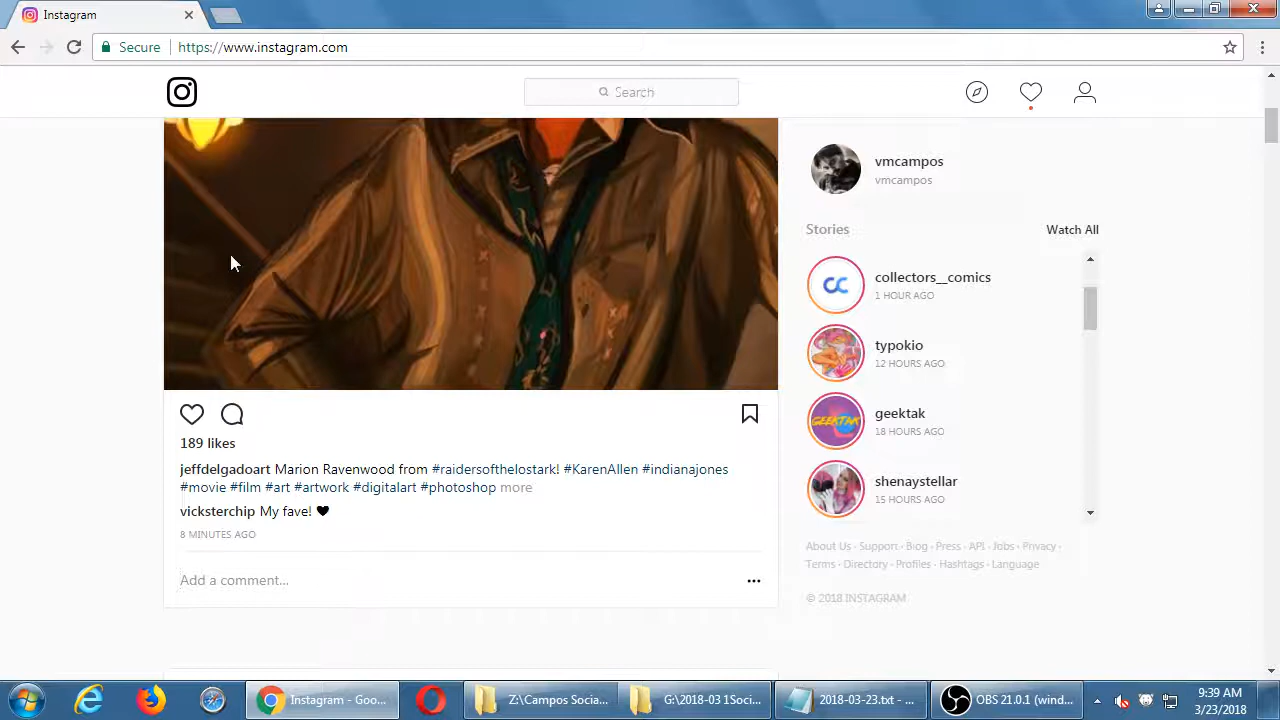 Instagram
Secure
https://www.instagram.com
Search
vmcampos
vmcampos
Stories
Watch All
collectors__comics
1 HOUR AGO
typokio
12 HOURS AGO
geektak
18 HOURS AGO
shenaystellar
15 HOURS AGO
About Us · Support · Blog · Press · API · Jobs · Privacy ·
Terms · Directory · Profiles · Hashtags · Language
© 2018 INSTAGRAM
189 likes
jeffdelgadoart Marion Ravenwood from #raidersofthelostark! #KarenAllen #indianajones
#movie #film #art #artwork #digitalart #photoshop more
vicksterchip My fave! 🖤
8 MINUTES AGO
Add a comment...
Instagram - Goo...
Z:\Campos Socia...
G:\2018-03 1Soci...
2018-03-23.txt - ...
OBS 21.0.1 (wind...
9:39 AM
3/23/2018
CC
GEEKTAK